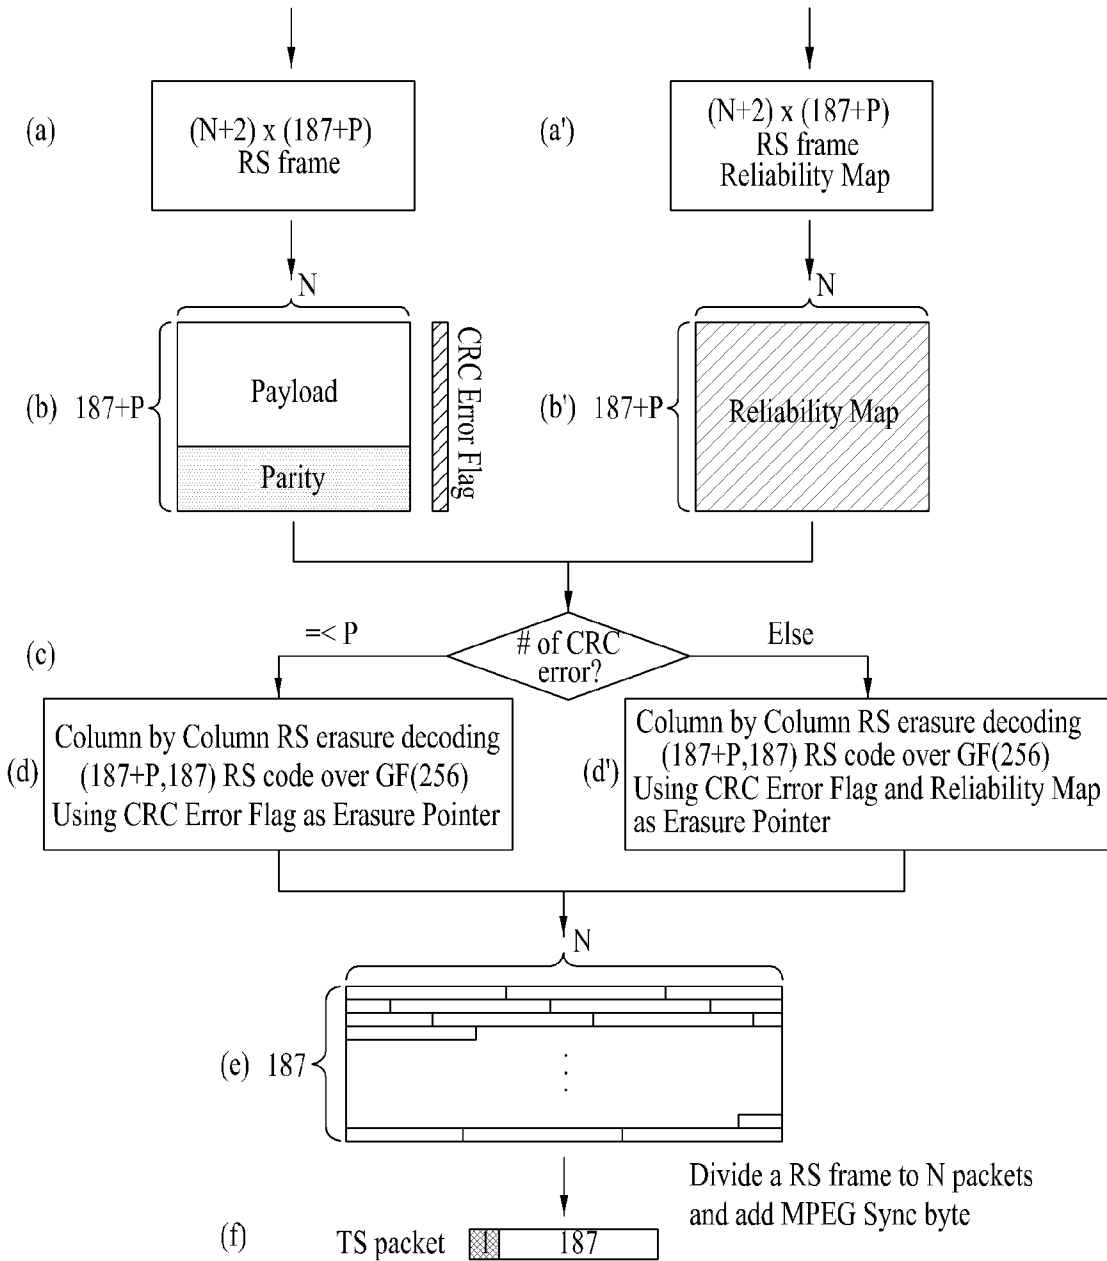 (a)
(N+2) x (187+P)
RS frame
(a')
(N+2) x (187+P)
RS frame
Reliability Map
N
N
(b)
187+P
Payload
Parity
CRC Error Flag
(b')
187+P
Reliability Map
(c)
=< P
# of CRC
error?
Else
(d)
Column by Column RS erasure decoding
(187+P,187) RS code over GF(256)
Using CRC Error Flag as Erasure Pointer
(d')
Column by Column RS erasure decoding
(187+P,187) RS code over GF(256)
Using CRC Error Flag and Reliability Map
as Erasure Pointer
N
(e)
187
Divide a RS frame to N packets
and add MPEG Sync byte
(f)
TS packet
1
187